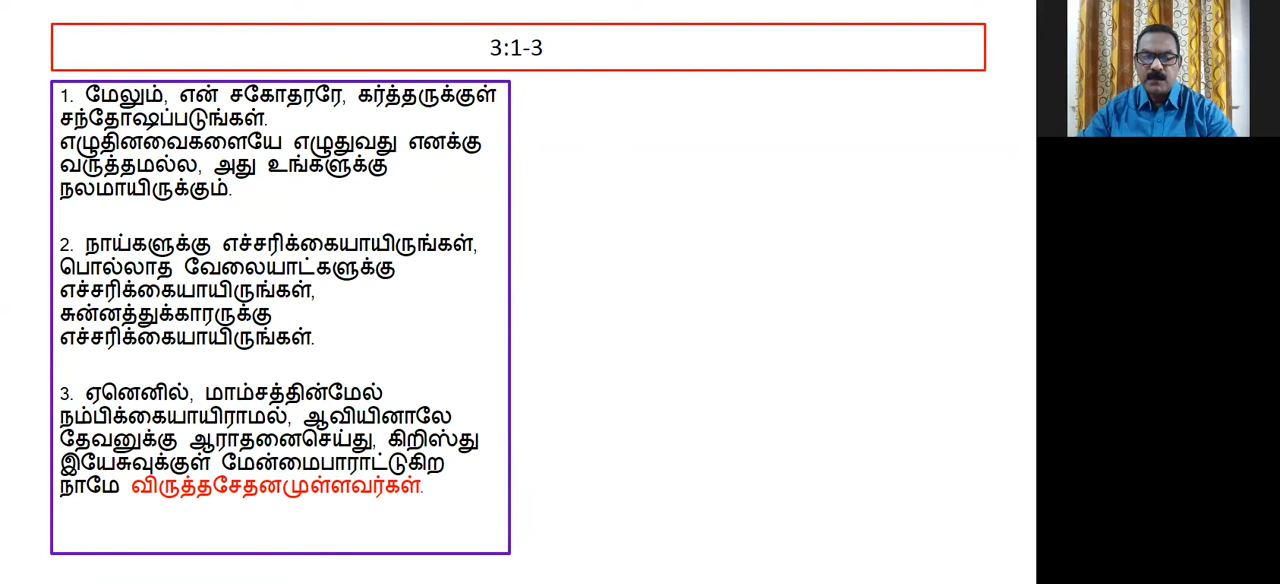 3:1-3
1. மேலும், என் சகோதரரே, கர்த்தருக்குள்
சந்தோஷப்படுங்கள்.
எழுதினவைகளையே எழுதுவது எனக்கு
வருத்தமல்ல, அது உங்களுக்கு
நலமாயிருக்கும்.
2. நாய்களுக்கு எச்சரிக்கையாயிருங்கள்,
பொல்லாத வேலையாட்களுக்கு
எச்சரிக்கையாயிருங்கள்,
சுன்னத்துக்காரருக்கு
எச்சரிக்கையாயிருங்கள்.
3. ஏனெனில், மாம்சத்தின்மேல்
நம்பிக்கையாயிராமல், ஆவியினாலே
தேவனுக்கு ஆராதனைசெய்து, கிறிஸ்து
இயேசுவுக்குள் மேன்மைபாராட்டுகிற
நாமே விருத்தசேதனமுள்ளவர்கள்.